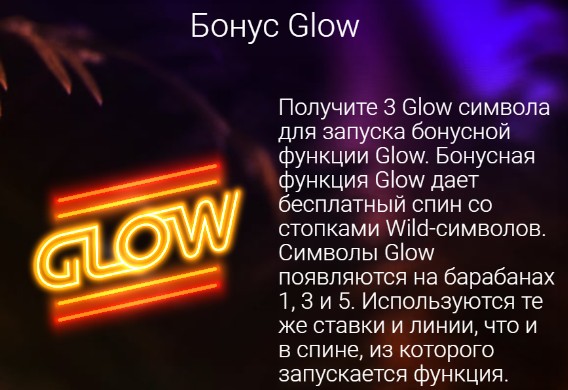 Бонус Glow
Получите 3 Glow символа
для запуска бонусной
функции Glow. Бонусная
функция Glow дает
бесплатный спин со
стопками Wild-символов.
Символы Glow
появляются на барабанах
1, 3 и 5. Используются те
же ставки и линии, что и
в спине, из которого
запускается функция.
GLOW